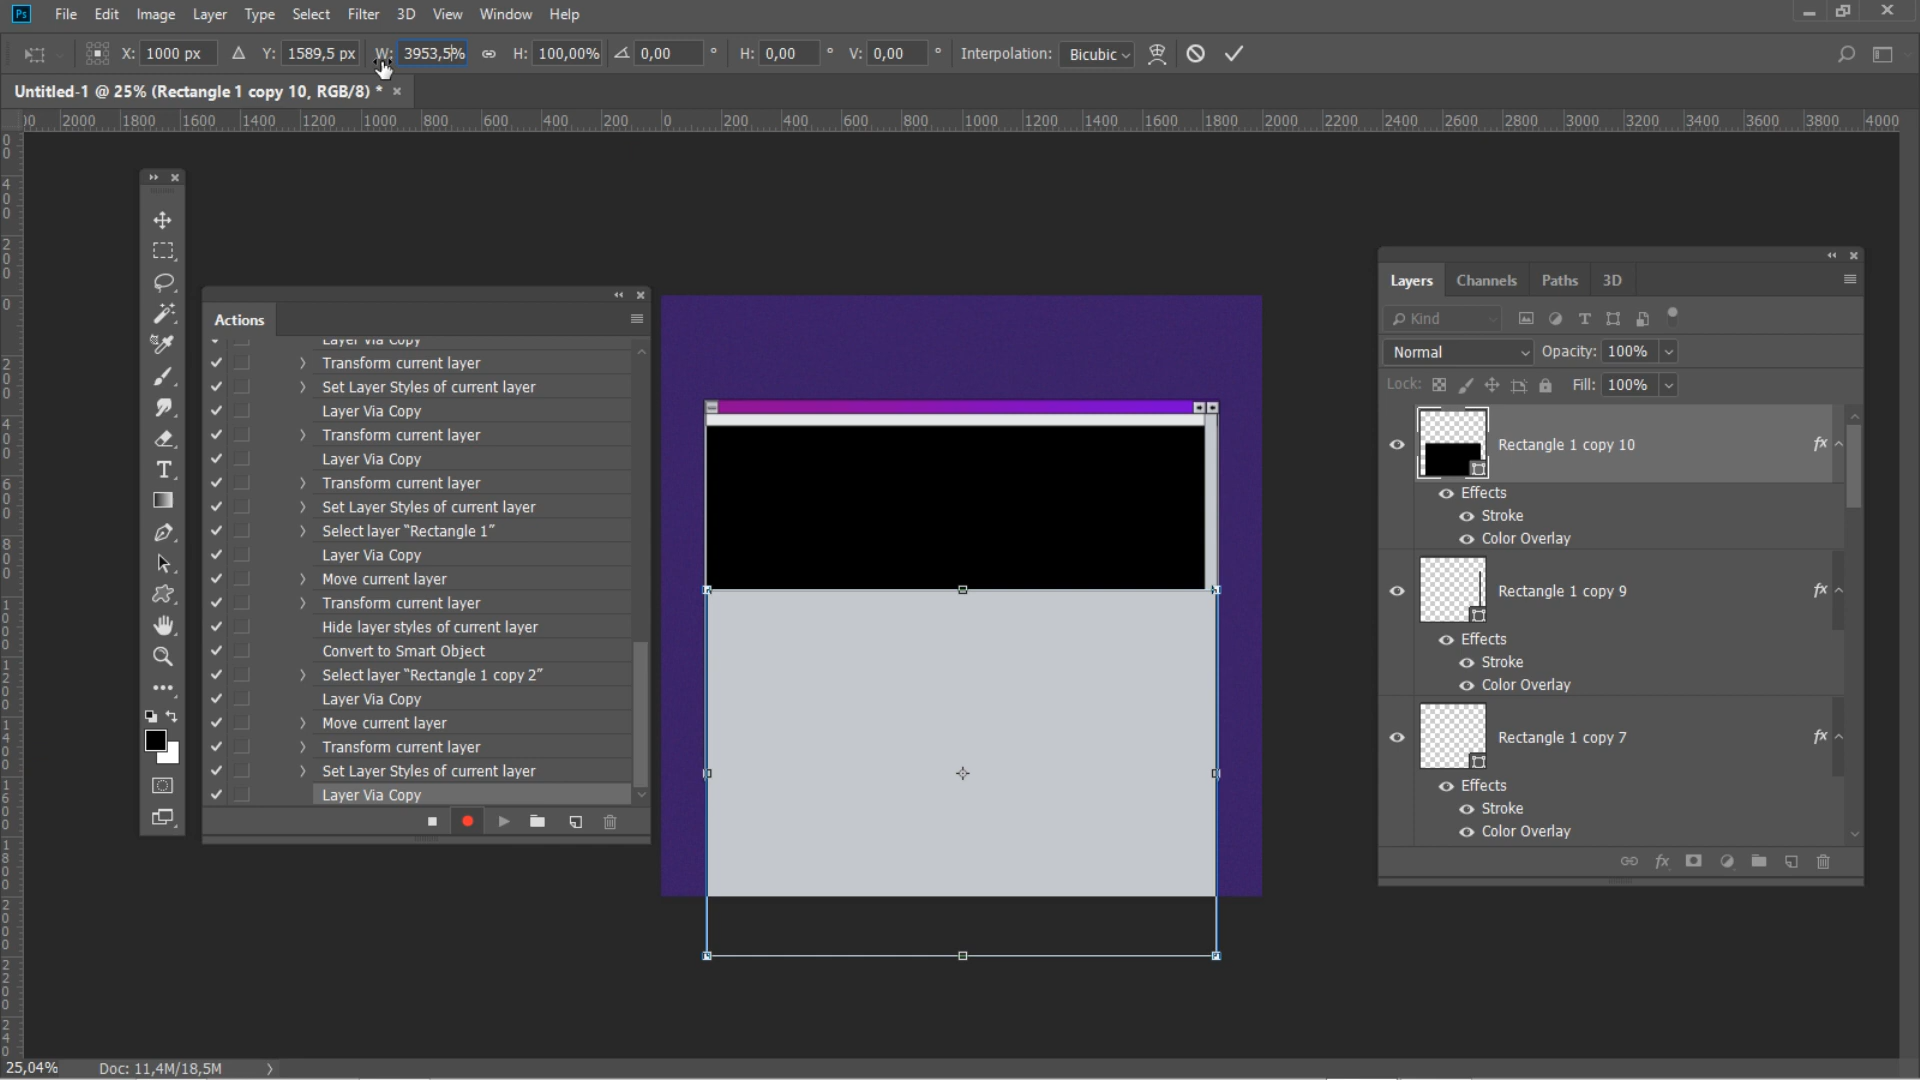 Ps File Edit Image Layer Type Select Filter 3D View Window Help
X: 1000 px Y: 1589,5 px W: 3953,5% H: 100,00% 0,00 ° H: 0,00 ° V: 0,00 ° Interpolation: Bicubic
Untitled-1 @ 25% (Rectangle 1 copy 10, RGB/8) *
2000 1800 1600 1400 1200 1000 800 600 400 200 0 200 400 600 800 1000 1200 1400 1600 1800 2000 2200 2400 2600 2800 3000 3200 3400 3600 3800 4000
Actions
Layer Via Copy
Transform current layer
Set Layer Styles of current layer
Layer Via Copy
Transform current layer
Layer Via Copy
Transform current layer
Set Layer Styles of current layer
Select layer “Rectangle 1”
Layer Via Copy
Move current layer
Transform current layer
Hide layer styles of current layer
Convert to Smart Object
Select layer “Rectangle 1 copy 2”
Layer Via Copy
Move current layer
Transform current layer
Set Layer Styles of current layer
Layer Via Copy
Layers Channels Paths 3D
Kind
Normal Opacity: 100%
Lock: Fill: 100%
Rectangle 1 copy 10 fx
Effects
Stroke
Color Overlay
Rectangle 1 copy 9 fx
Effects
Stroke
Color Overlay
Rectangle 1 copy 7 fx
Effects
Stroke
Color Overlay
25,04% Doc: 11,4M/18,5M